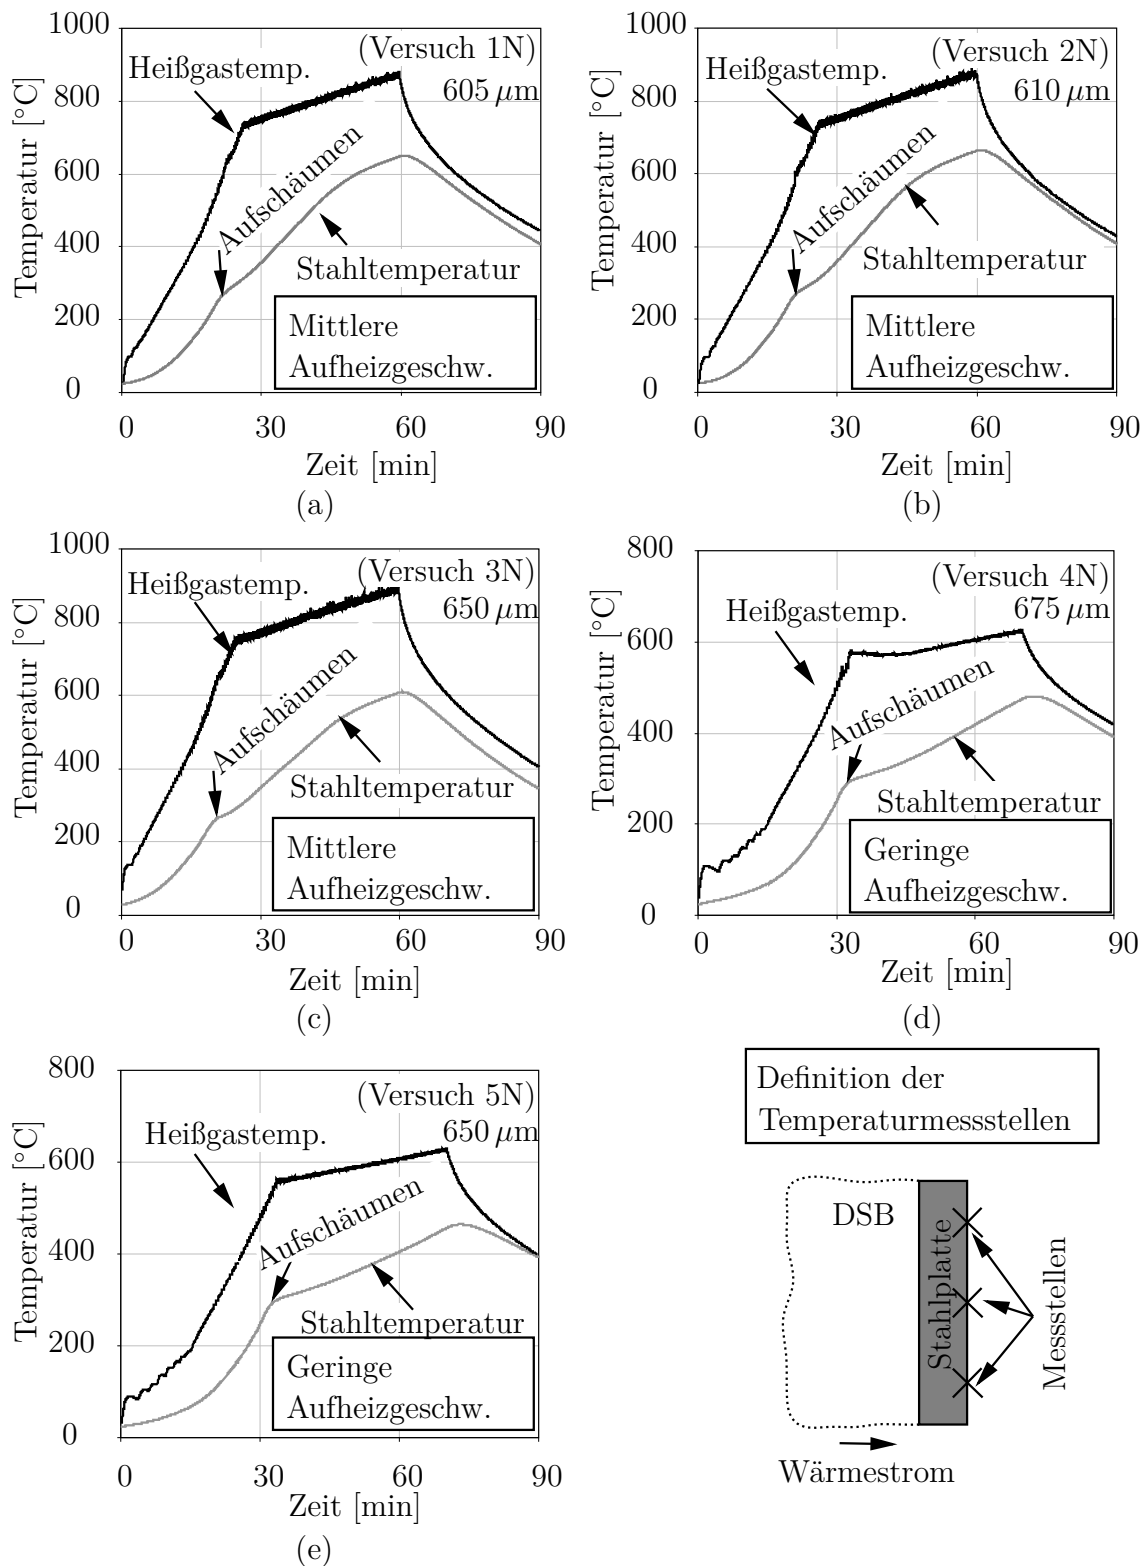 1000
800
600
400
200
0
Temperatur [°C]
(Versuch 1N)
Heißgastemp.
605 μm
Aufschäumen
Stahltemperatur
Mittlere
Aufheizgeschw.
0 30 60 90
Zeit [min]
(a)
1000
800
600
400
200
0
Temperatur [°C]
(Versuch 2N)
Heißgastemp.
610 μm
Aufschäumen
Stahltemperatur
Mittlere
Aufheizgeschw.
0 30 60 90
Zeit [min]
(b)
1000
800
600
400
200
0
Temperatur [°C]
(Versuch 3N)
Heißgastemp.
650 μm
Aufschäumen
Stahltemperatur
Mittlere
Aufheizgeschw.
0 30 60 90
Zeit [min]
(c)
800
600
400
200
0
Temperatur [°C]
(Versuch 4N)
675 μm
Heißgastemp.
Aufschäumen
Stahltemperatur
Geringe
Aufheizgeschw.
0 30 60 90
Zeit [min]
(d)
800
600
400
200
0
Temperatur [°C]
(Versuch 5N)
Heißgastemp.
650 μm
Aufschäumen
Stahltemperatur
Geringe
Aufheizgeschw.
0 30 60 90
Zeit [min]
(e)
Definition der
Temperaturmessstellen
DSB
Stahlplatte
Messstellen
Wärmestrom